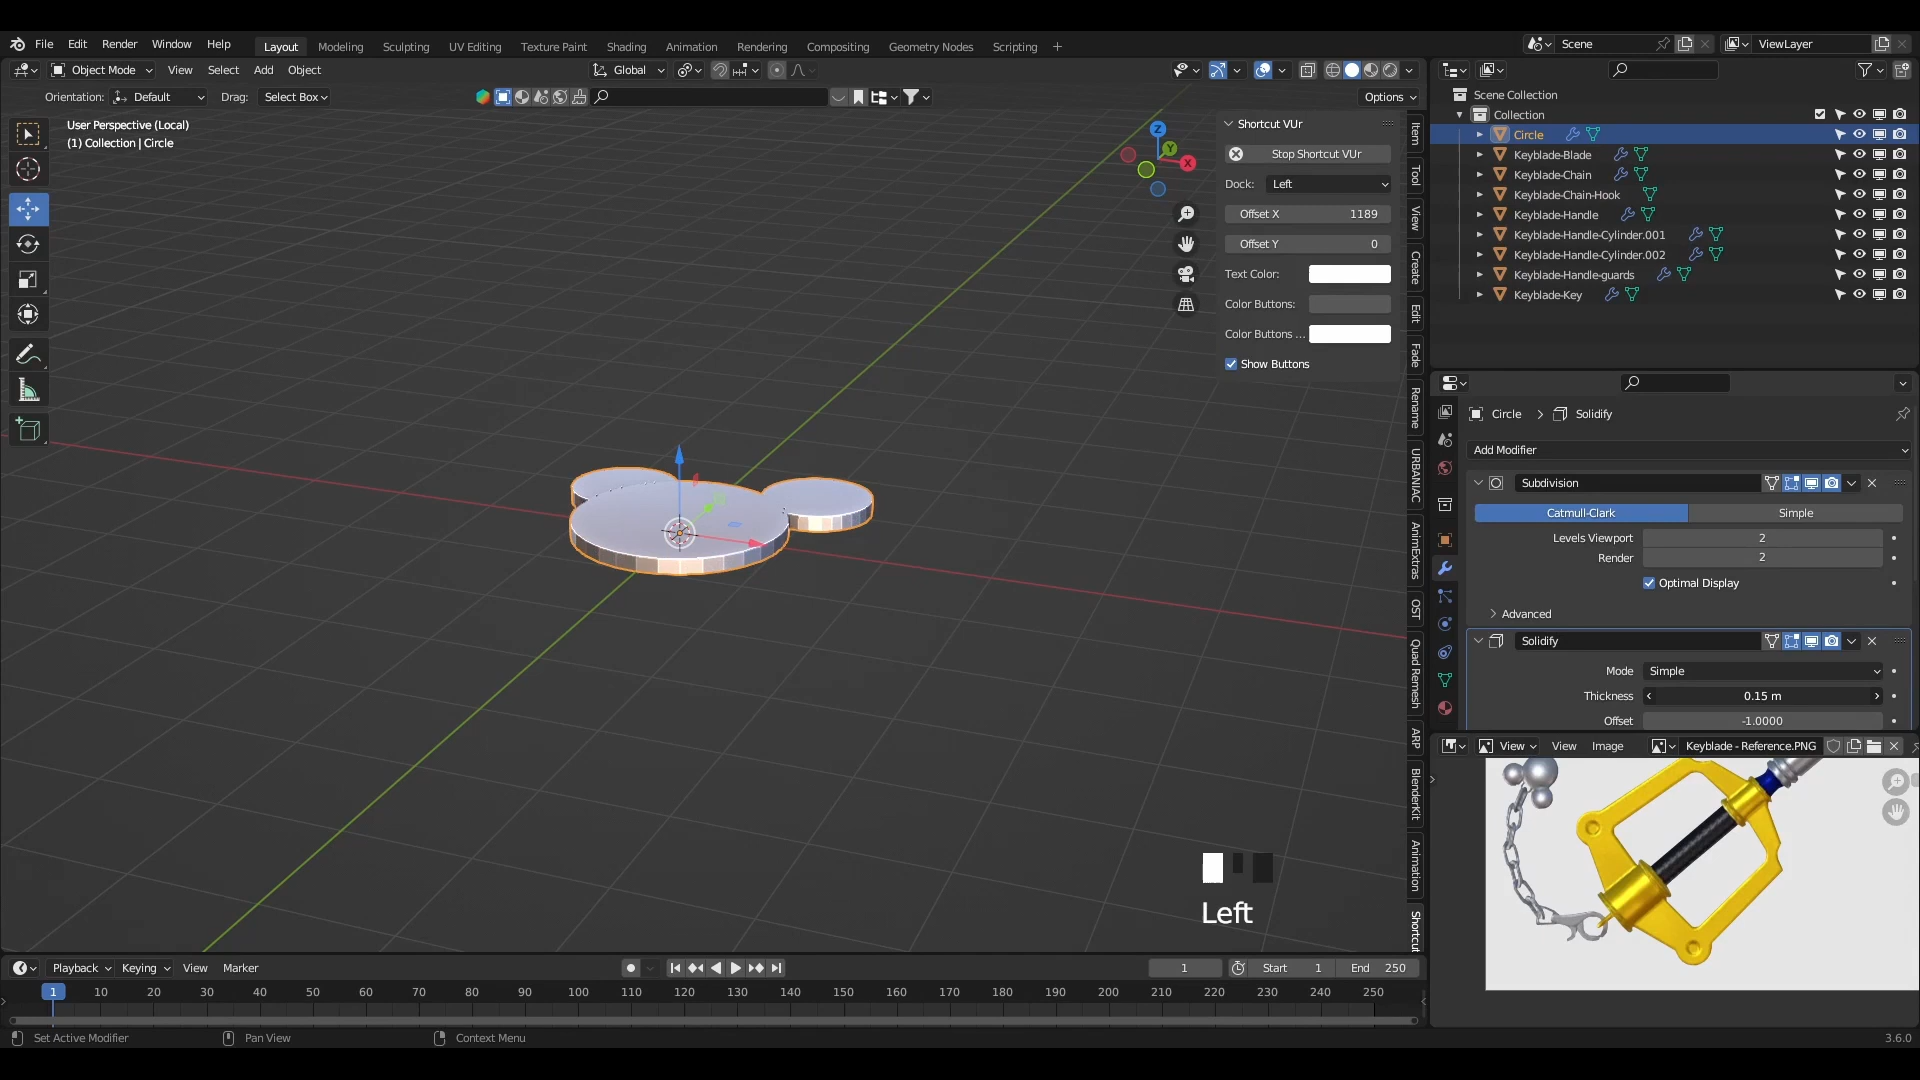 File Edit Render Window Help Layout Modeling Sculpting UV Editing Texture Paint Shading Animation Rendering Compositing Geometry Nodes Scripting + Scene ViewLayer
Object Mode View Select Add Object Global
Orientation: Default Drag: Select Box Options
User Perspective (Local)
(1) Collection | Circle
Z
Y
X
Shortcut VUr
Stop Shortcut VUr
Dock: Left
Offset X 1189
Offset Y 0
Text Color:
Color Buttons:
Color Buttons ...
Show Buttons
Item
Tool
View
Create
Edit
Fade
Rename
URBANIAC
AnimExtras
OST
Quad Remesh
ARP
BlenderKit
Animation
Shortcut
Left
Scene Collection
Collection
Circle
Keyblade-Blade
Keyblade-Chain
Keyblade-Chain-Hook
Keyblade-Handle
Keyblade-Handle-Cylinder.001
Keyblade-Handle-Cylinder.002
Keyblade-Handle-guards
Keyblade-Key
Circle > Solidify
Add Modifier
Subdivision
Catmull-Clark Simple
Levels Viewport 2
Render 2
Optimal Display
Advanced
Solidify
Mode Simple
Thickness 0.15 m
Offset -1.0000
View View Image Keyblade - Reference.PNG
Playback Keying View Marker 1 Start 1 End 250
1 10 20 30 40 50 60 70 80 90 100 110 120 130 140 150 160 170 180 190 200 210 220 230 240 250
Set Active Modifier Pan View Context Menu 3.6.0